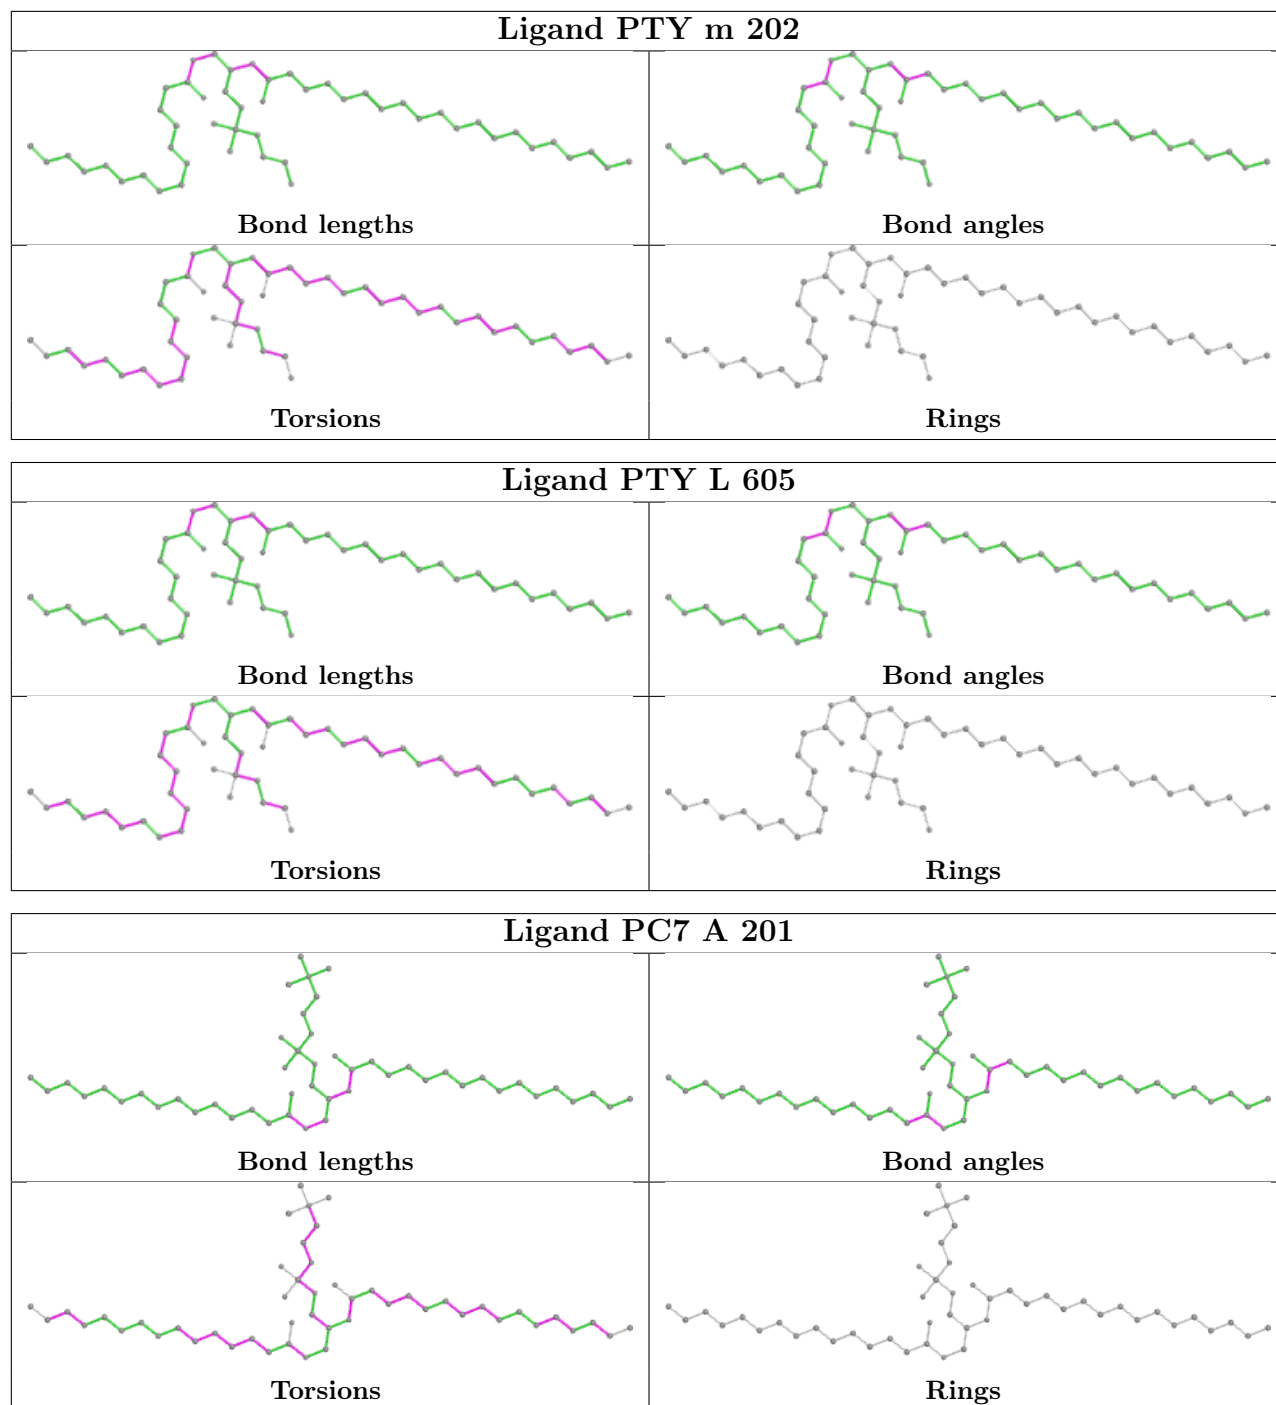 Ligand PTY m 202
Bond lengths
Bond angles
Torsions
Rings
Ligand PTY L 605
Bond lengths
Bond angles
Torsions
Rings
Ligand PC7 A 201
Bond lengths
Bond angles
Torsions
Rings